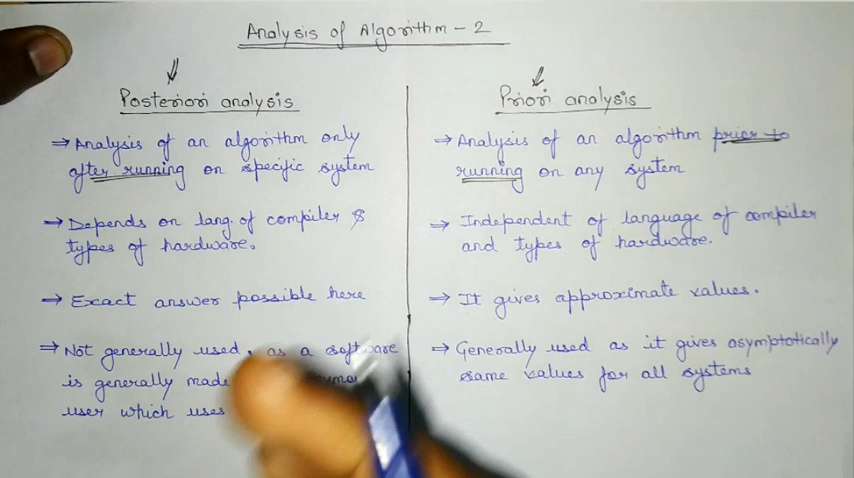 Analysis of Algorithm - 2
Posteriori analysis
⇒ Analysis of an algorithm only
after running on specific system
⇒ Depends on lang. of compiler &
types of hardware.
⇒ Exact answer possible here
⇒ Not generally used, as a software
is generally made
user which uses
Priori analysis
⇒ Analysis of an algorithm prior to
running on any system
⇒ Independent of language of compiler
and types of hardware.
⇒ It gives approximate values.
⇒ Generally used as it gives asymptotically
same values for all systems